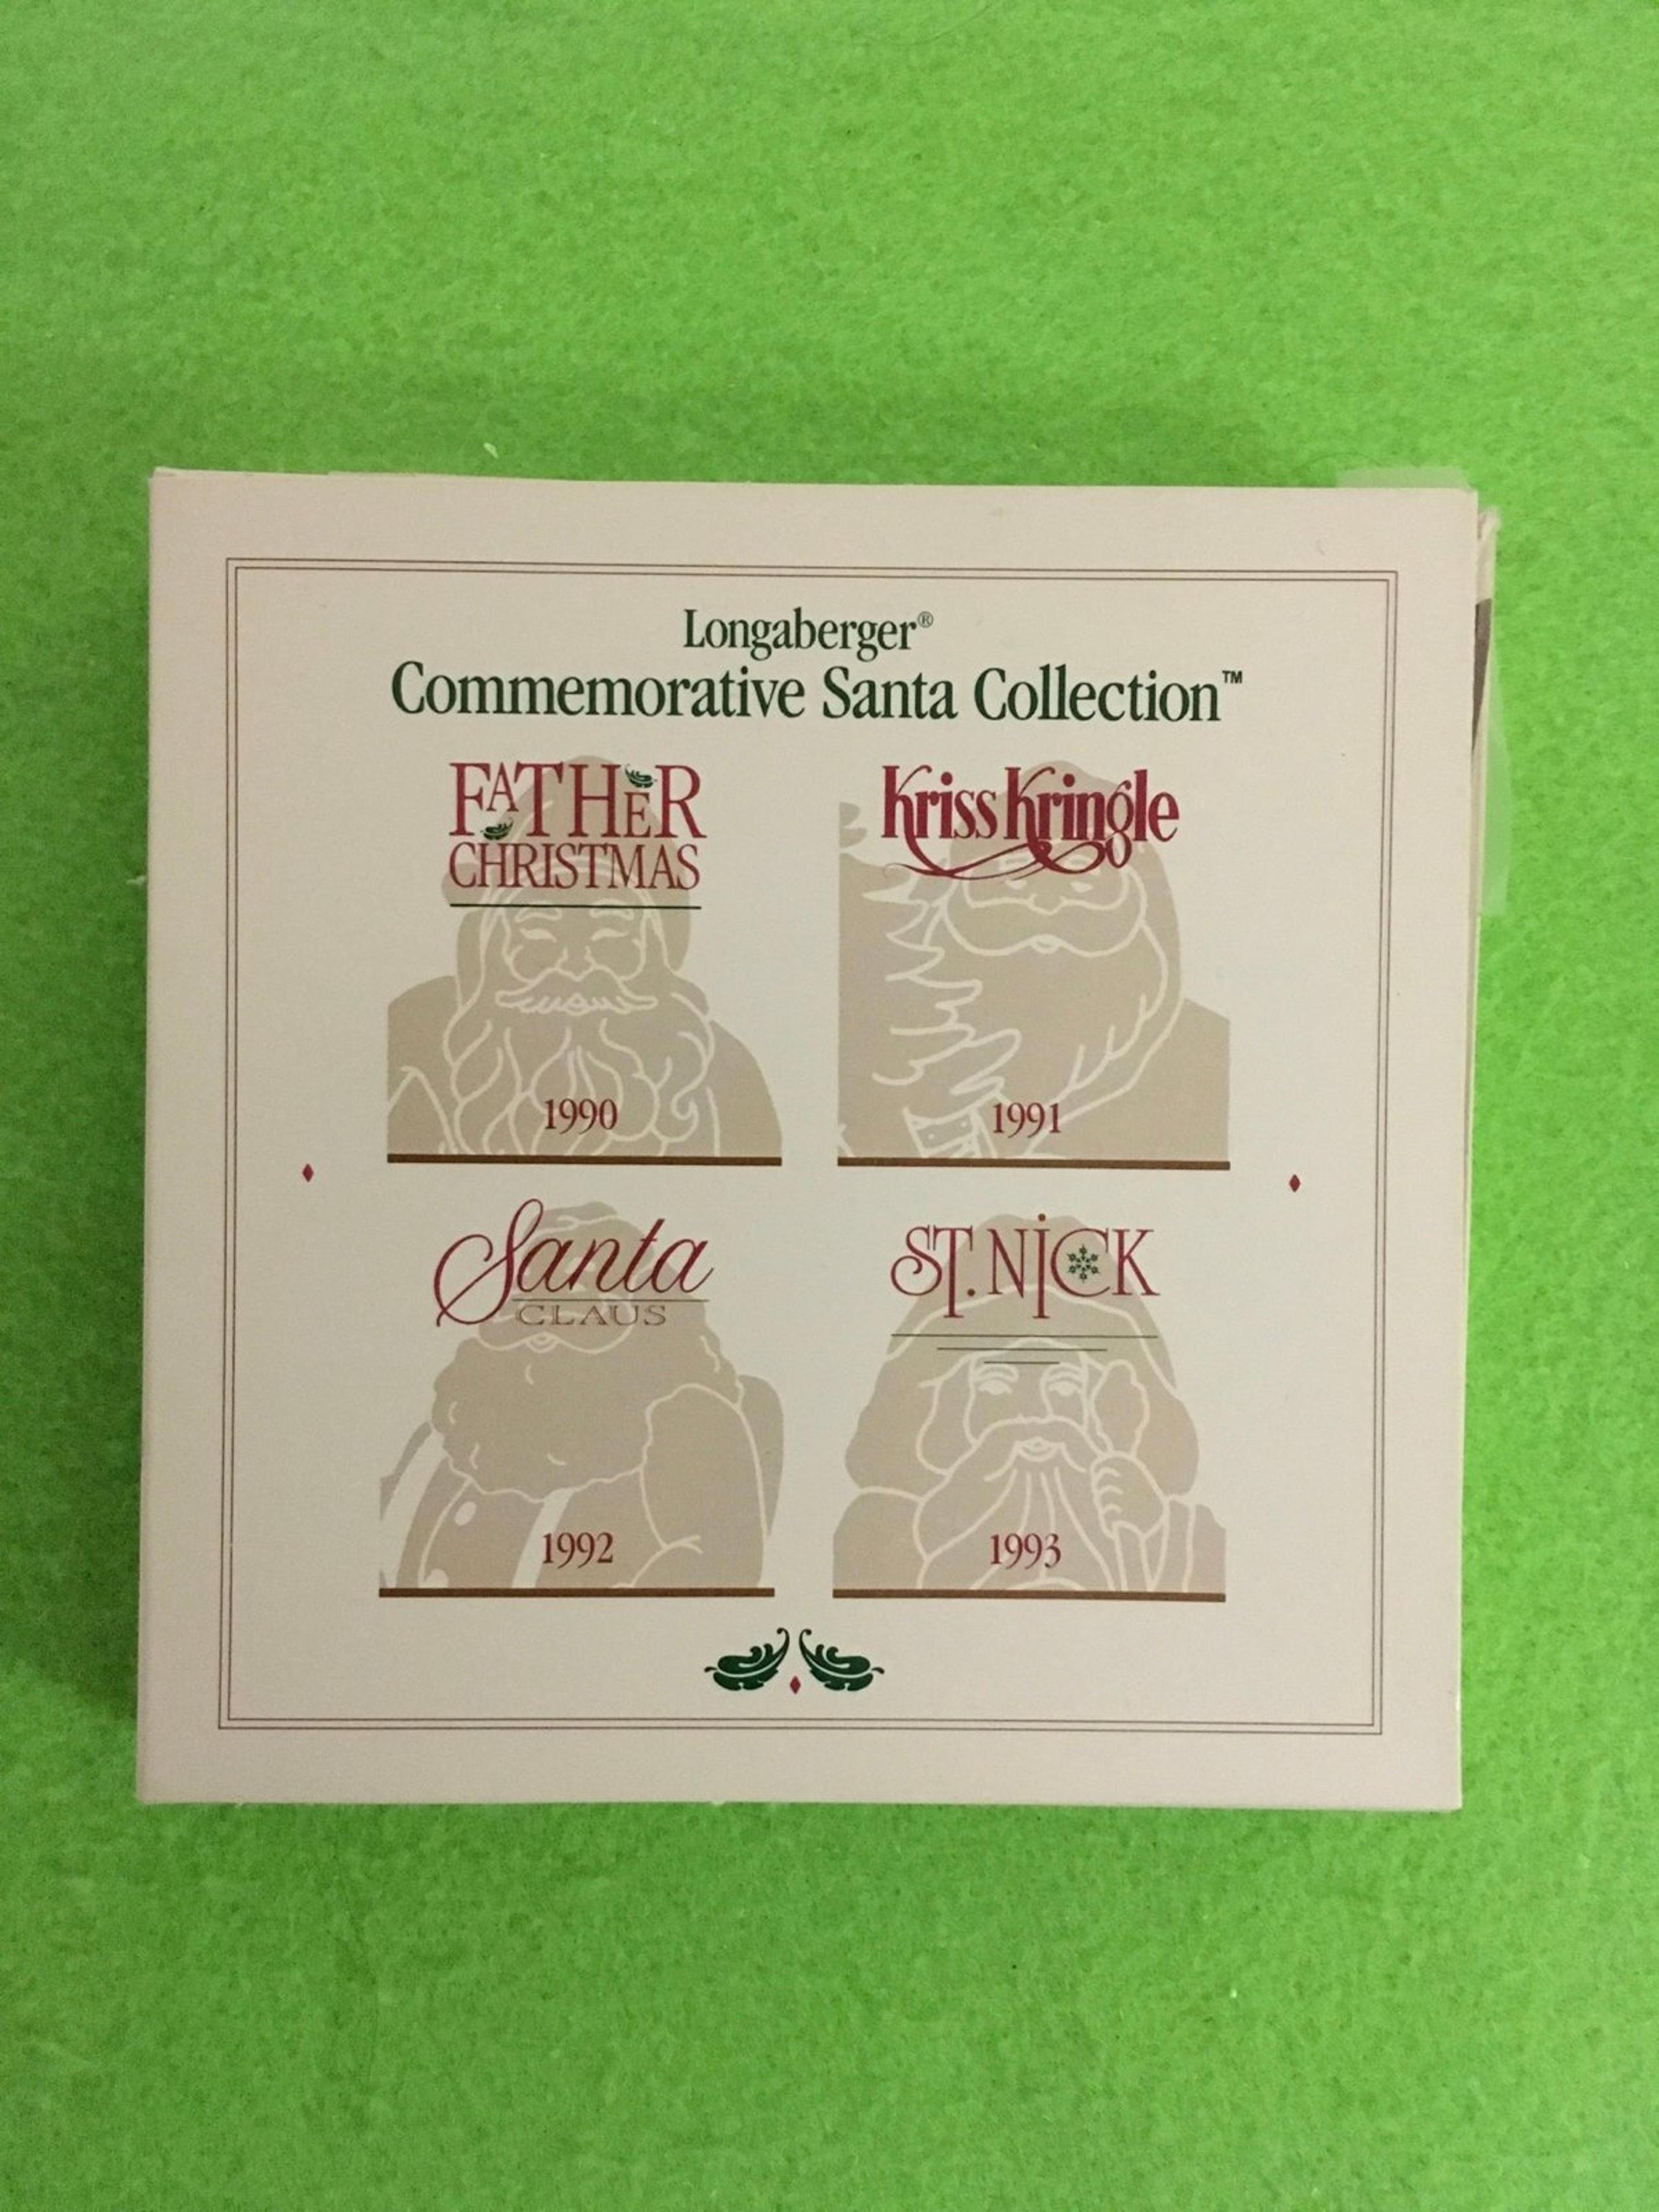 Longaberger®
Commemorative Santa Collection™
FATHER
CHRISTMAS
1990
Kriss Kringle
1991
Santa
CLAUS
1992
ST. NICK
1993